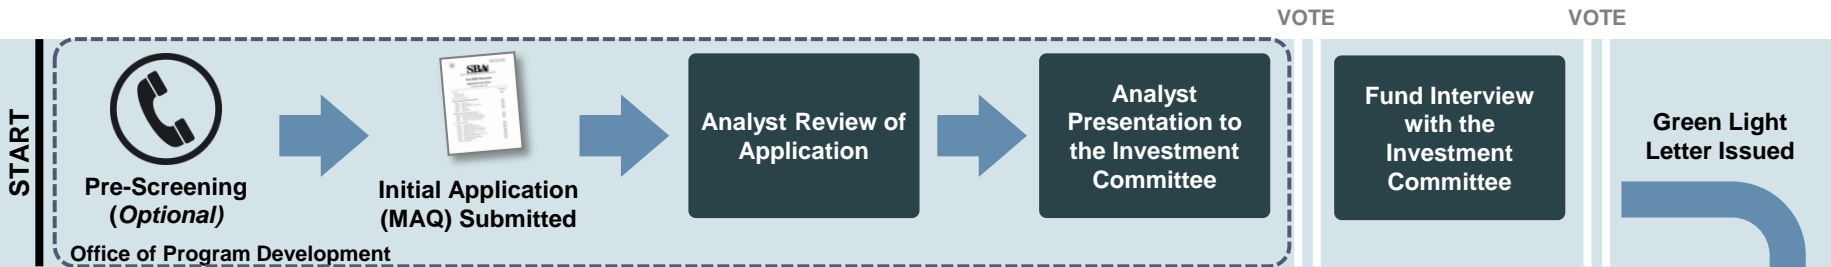 VOTE
VOTE
START
SBA
Pre-Screening
(Optional)
Initial Application
(MAQ) Submitted
Analyst Review of
Application
Analyst
Presentation to
the Investment
Committee
Fund Interview
with the
Investment
Committee
Green Light
Letter Issued
Office of Program Development